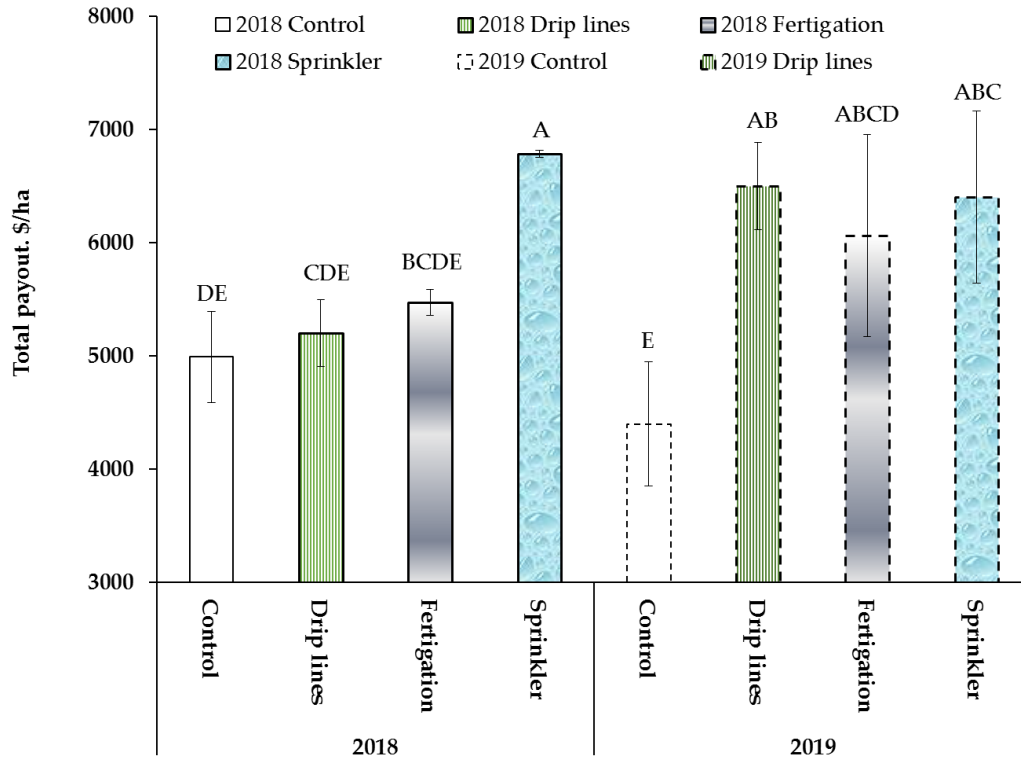 8000
7000
6000
5000
4000
3000
Total payout. $/ha
2018 Control
2018 Drip lines
2018 Fertigation
2018 Sprinkler
2019 Control
2019 Drip lines
DE
CDE
BCDE
A
E
AB
ABCD
ABC
Control
Drip lines
Fertigation
Sprinkler
Control
Drip lines
Fertigation
Sprinkler
2018
2019